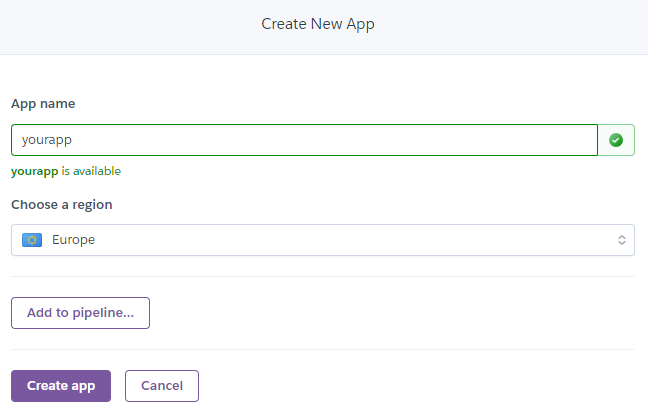 Create New App
App name
yourapp
yourapp is available
Choose a region
Europe
Add to pipeline...
Create app
Cancel